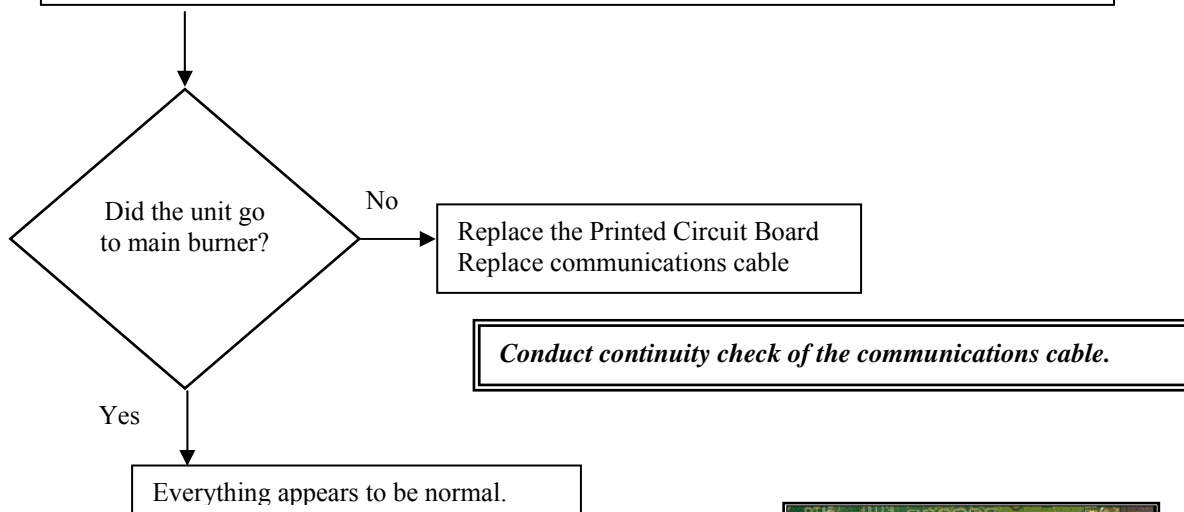 Did the unit go
to main burner?
No
Replace the Printed Circuit Board
Replace communications cable
Conduct continuity check of the communications cable.
Yes
Everything appears to be normal.